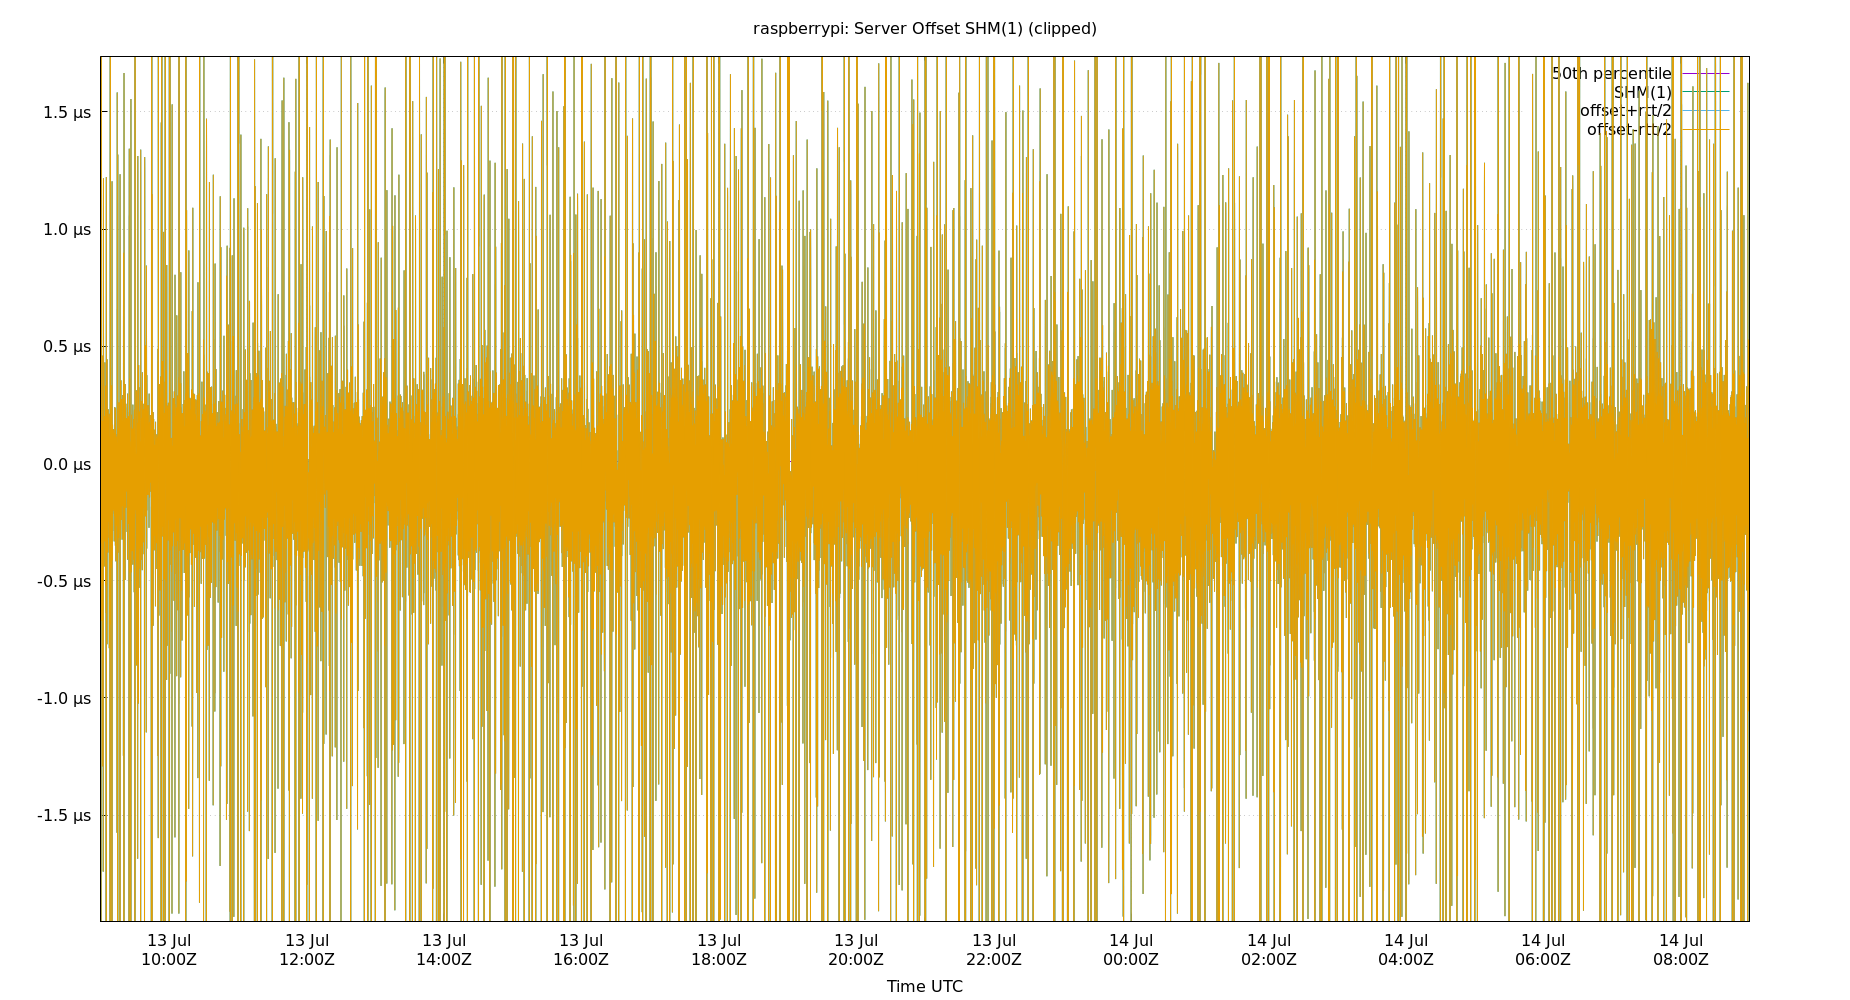 raspberrypi: Server Offset SHM(1) (clipped)
50th percentile
SHM(1)
offset+rtt/2
offset-rtt/2
1.5 µs
1.0 µs
0.5 µs
0.0 µs
-0.5 µs
-1.0 µs
-1.5 µs
13 Jul 13 Jul 13 Jul 13 Jul 13 Jul 13 Jul 13 Jul 14 Jul 14 Jul 14 Jul 14 Jul 14 Jul
10:00Z 12:00Z 14:00Z 16:00Z 18:00Z 20:00Z 22:00Z 00:00Z 02:00Z 04:00Z 06:00Z 08:00Z
Time UTC